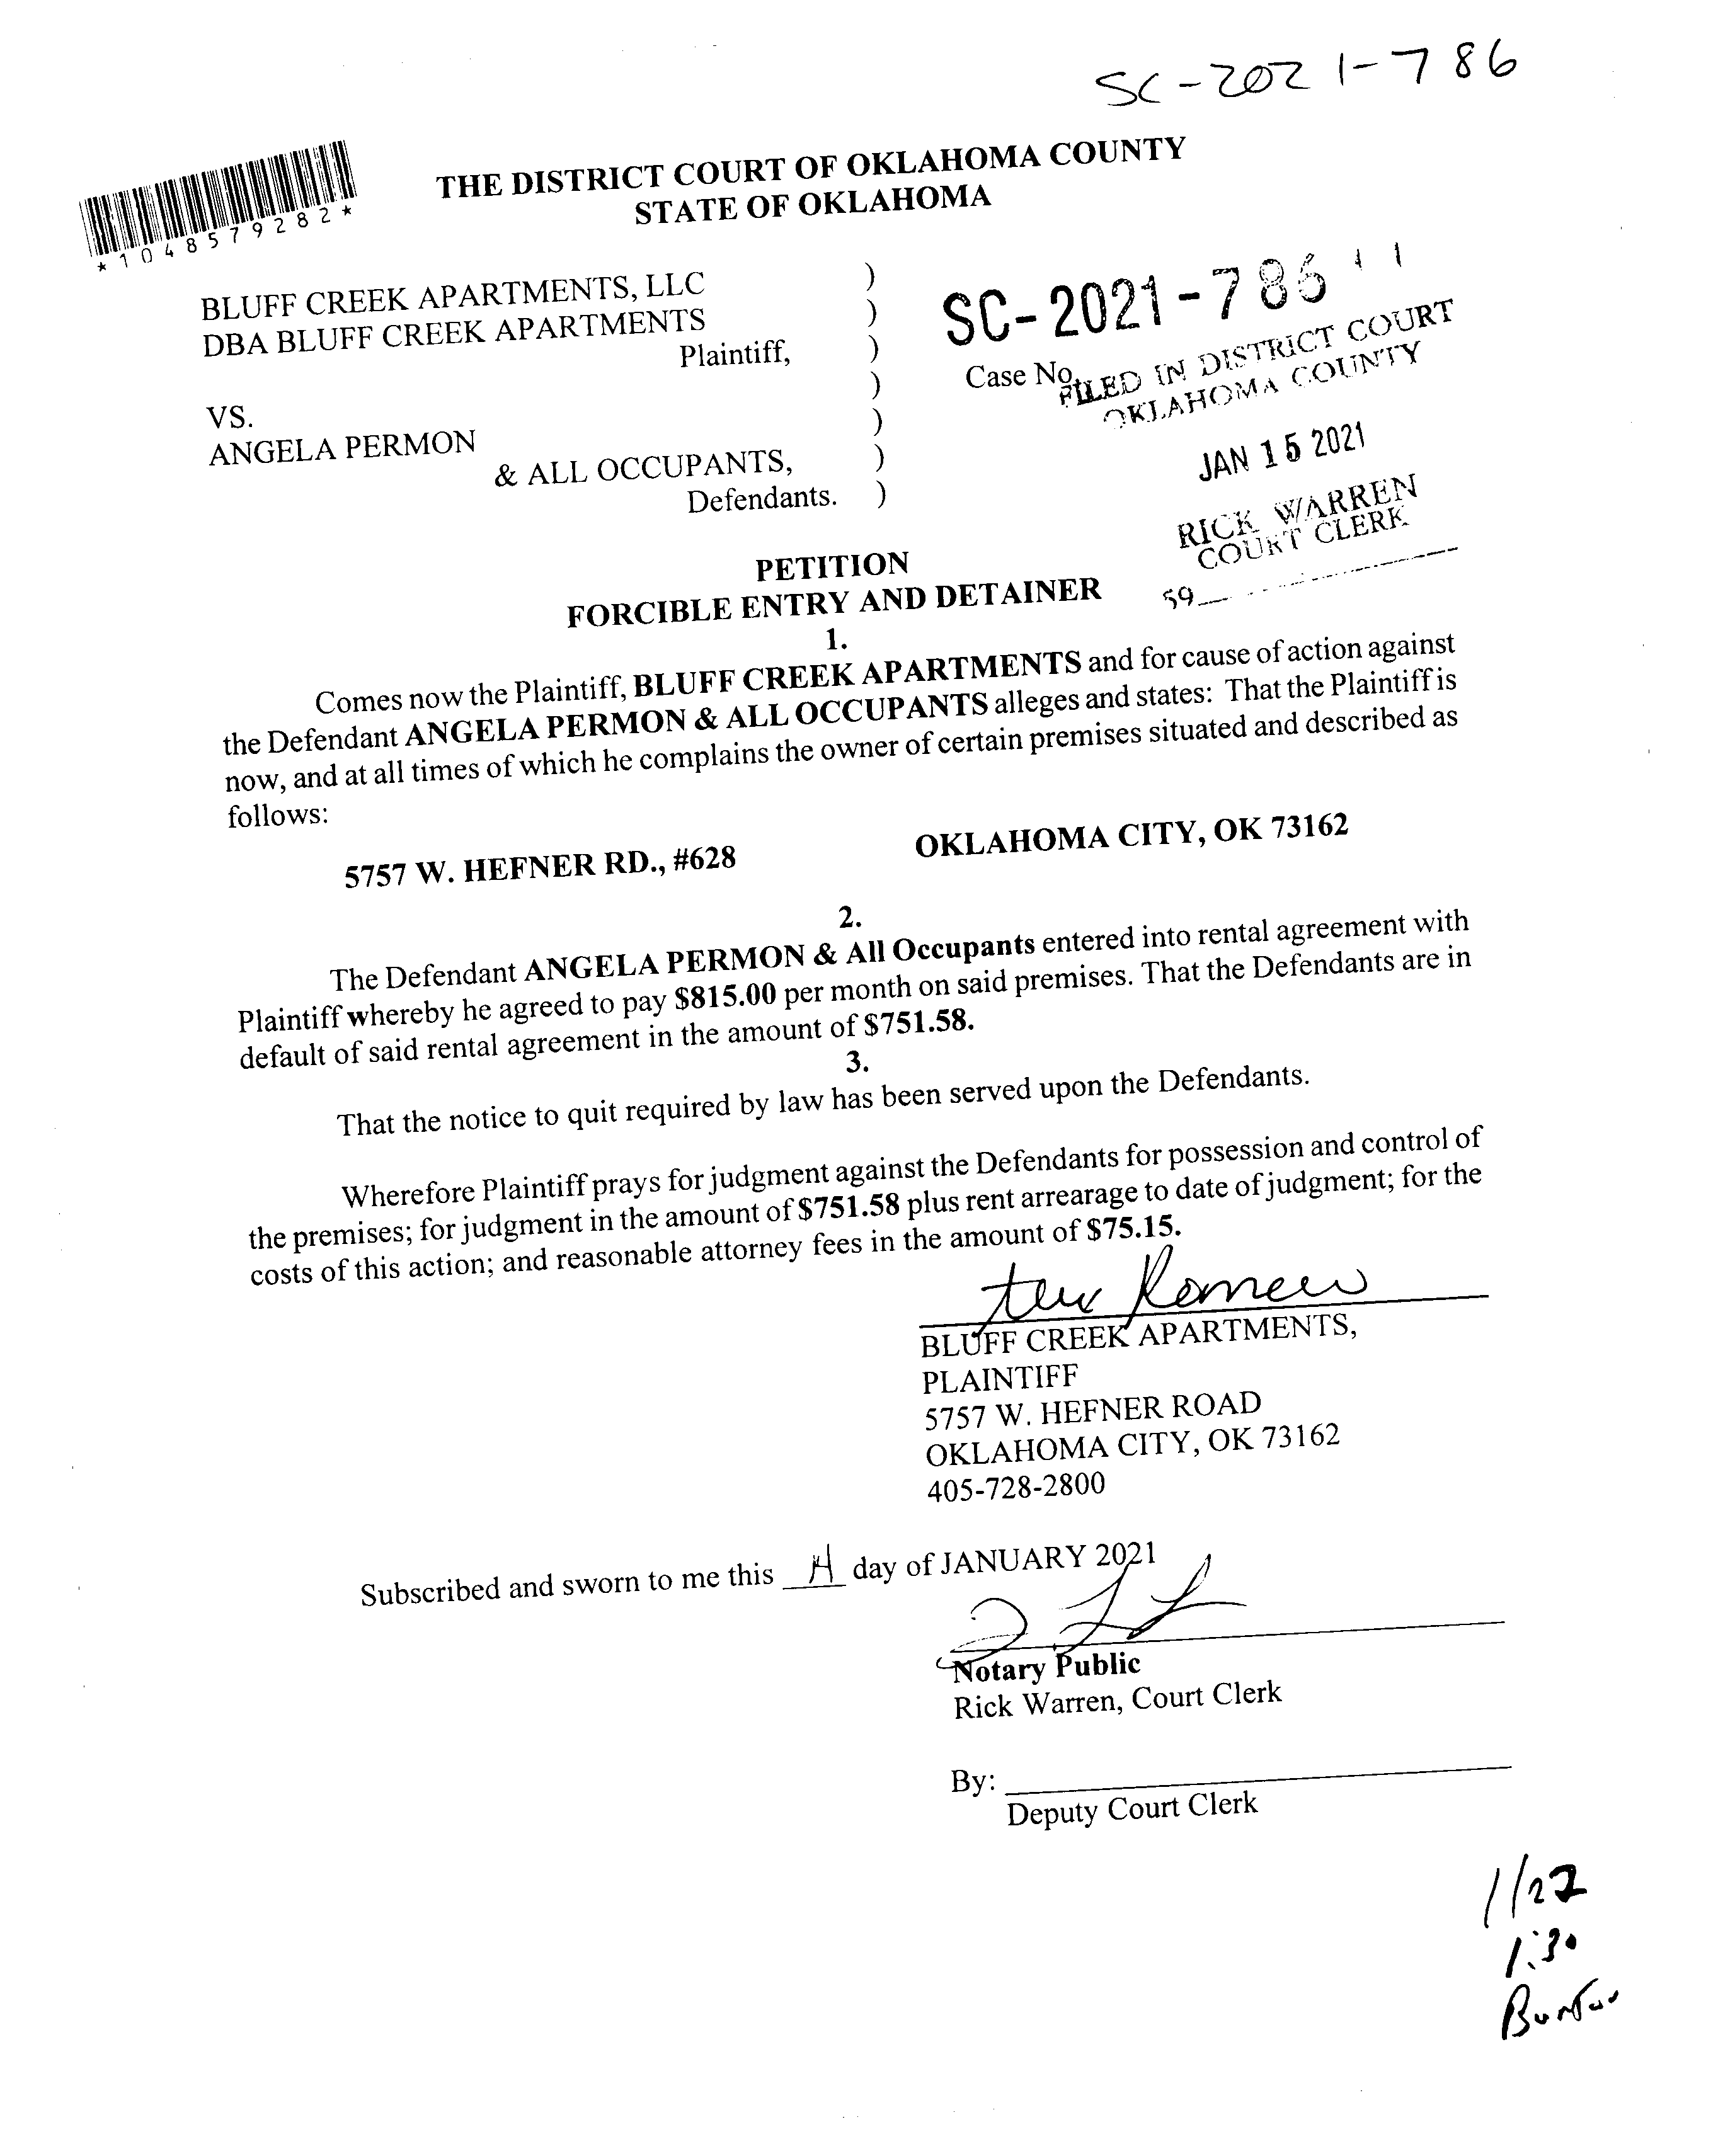 SC-2021-786
*1048579282*
THE DISTRICT COURT OF OKLAHOMA COUNTY
STATE OF OKLAHOMA
BLUFF CREEK APARTMENTS, LLC )
DBA BLUFF CREEK APARTMENTS )
Plaintiff, )
)
VS. )
ANGELA PERMON )
& ALL OCCUPANTS, )
Defendants. )
SC-2021-786
Case No.
FILED IN DISTRICT COURT
OKLAHOMA COUNTY
JAN 15 2021
RICK WARREN
COURT CLERK
59
PETITION
FORCIBLE ENTRY AND DETAINER
1.
Comes now the Plaintiff, BLUFF CREEK APARTMENTS and for cause of action against
the Defendant ANGELA PERMON & ALL OCCUPANTS alleges and states: That the Plaintiff is
now, and at all times of which he complains the owner of certain premises situated and described as
follows:
5757 W. HEFNER RD., #628 OKLAHOMA CITY, OK 73162
2.
The Defendant ANGELA PERMON & All Occupants entered into rental agreement with
Plaintiff whereby he agreed to pay $815.00 per month on said premises. That the Defendants are in
default of said rental agreement in the amount of $751.58.
3.
That the notice to quit required by law has been served upon the Defendants.
Wherefore Plaintiff prays for judgment against the Defendants for possession and control of
the premises; for judgment in the amount of $751.58 plus rent arrearage to date of judgment; for the
costs of this action; and reasonable attorney fees in the amount of $75.15.
BLUFF CREEK APARTMENTS,
PLAINTIFF
5757 W. HEFNER ROAD
OKLAHOMA CITY, OK 73162
405-728-2800
Subscribed and sworn to me this 14 day of JANUARY 2021
Notary Public
Rick Warren, Court Clerk
By:
Deputy Court Clerk
1/27
1:30